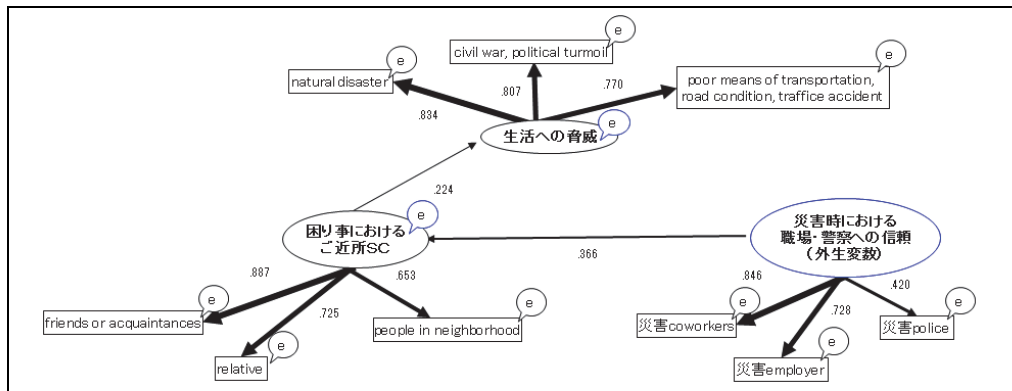 e
civil war, political turmoil
e
natural disaster
e
poor means of transportation,
road condition, traffice accident
.807
.770
.834
生活への脅威
e
.224
困り事における
ご近所SC
e
災害時における
職場・警察への信頼
（外生変数）
.366
.887
.653
.725
.846
.420
.728
e
friends or acquaintances
e
people in neighborhood
e
relative
e
災害coworkers
e
災害police
e
災害employer